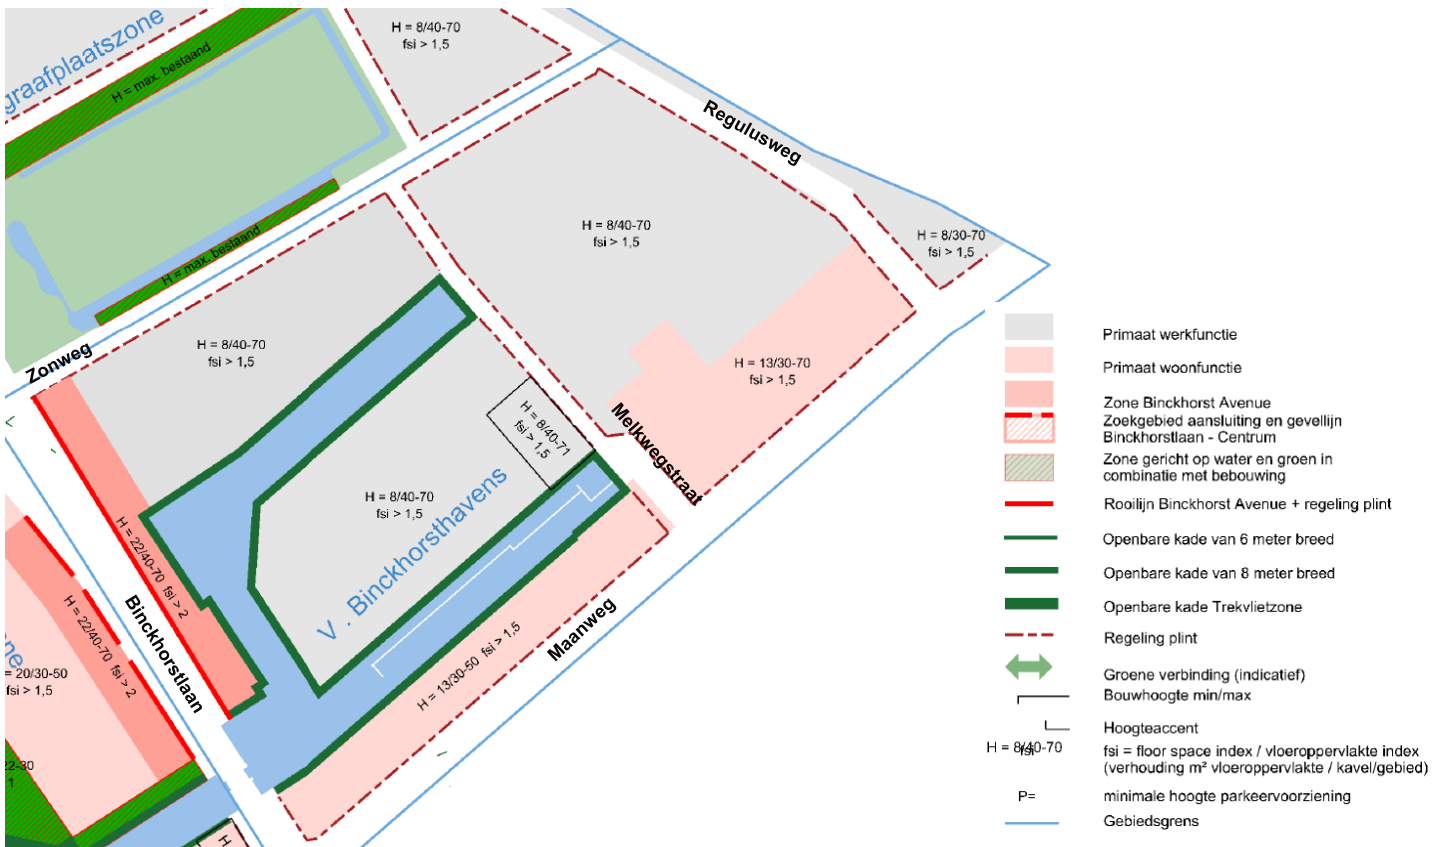 graafplaatszone
H = max. bestaand
H = 8/40-70
fsi > 1,5
Regulusweg
H = 8/40-70
fsi > 1,5
H = 8/30-70
fsi > 1,5
H = max. bestaand
Zonweg
H = 8/40-70
fsi > 1,5
H = 13/30-70
fsi > 1,5
H = 8/40-71
fsi > 1,5
Melkwegstraat
H = 8/40-70
fsi > 1,5
V . Binckhorsthavens
H = 22/40-70 fsi > 2
H = 22/40-70 fsi > 2
Binckhorstlaan
Maanweg
H = 13/30-50 fsi > 1,5
ne
= 20/30-50
fsi > 1,5
22-30
1
H
Primaat werkfunctie
Primaat woonfunctie
Zone Binckhorst Avenue
Zoekgebied aansluiting en gevellijn
Binckhorstlaan - Centrum
Zone gericht op water en groen in
combinatie met bebouwing
Rooilijn Binckhorst Avenue + regeling plint
Openbare kade van 6 meter breed
Openbare kade van 8 meter breed
Openbare kade Trekvlietzone
Regeling plint
Groene verbinding (indicatief)
Bouwhoogte min/max
Hoogteaccent
H = 8/40-70
fsi
fsi = floor space index / vloeroppervlakte index
(verhouding m² vloeroppervlakte / kavel/gebied)
P= minimale hoogte parkeervoorziening
Gebiedsgrens